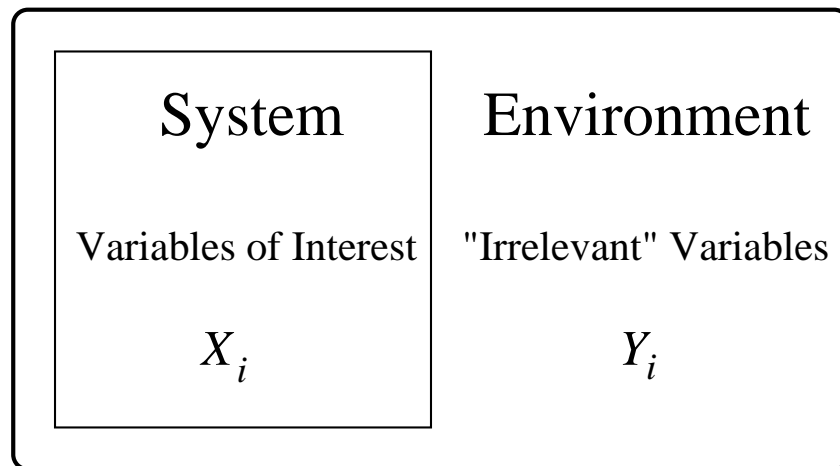 System
Variables of Interest
X_i
Environment
"Irrelevant" Variables
Y_i